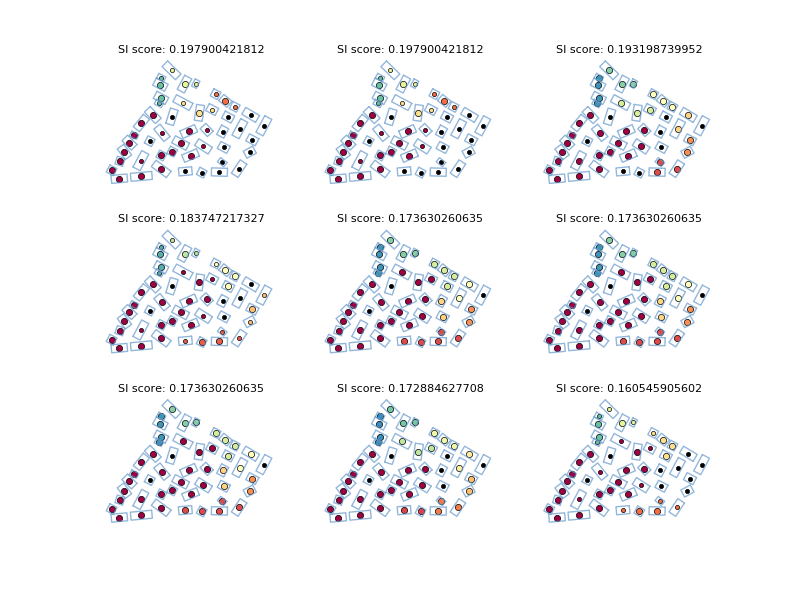 SI score: 0.197900421812
SI score: 0.197900421812
SI score: 0.193198739952
SI score: 0.183747217327
SI score: 0.173630260635
SI score: 0.173630260635
SI score: 0.173630260635
SI score: 0.172884627708
SI score: 0.160545905602